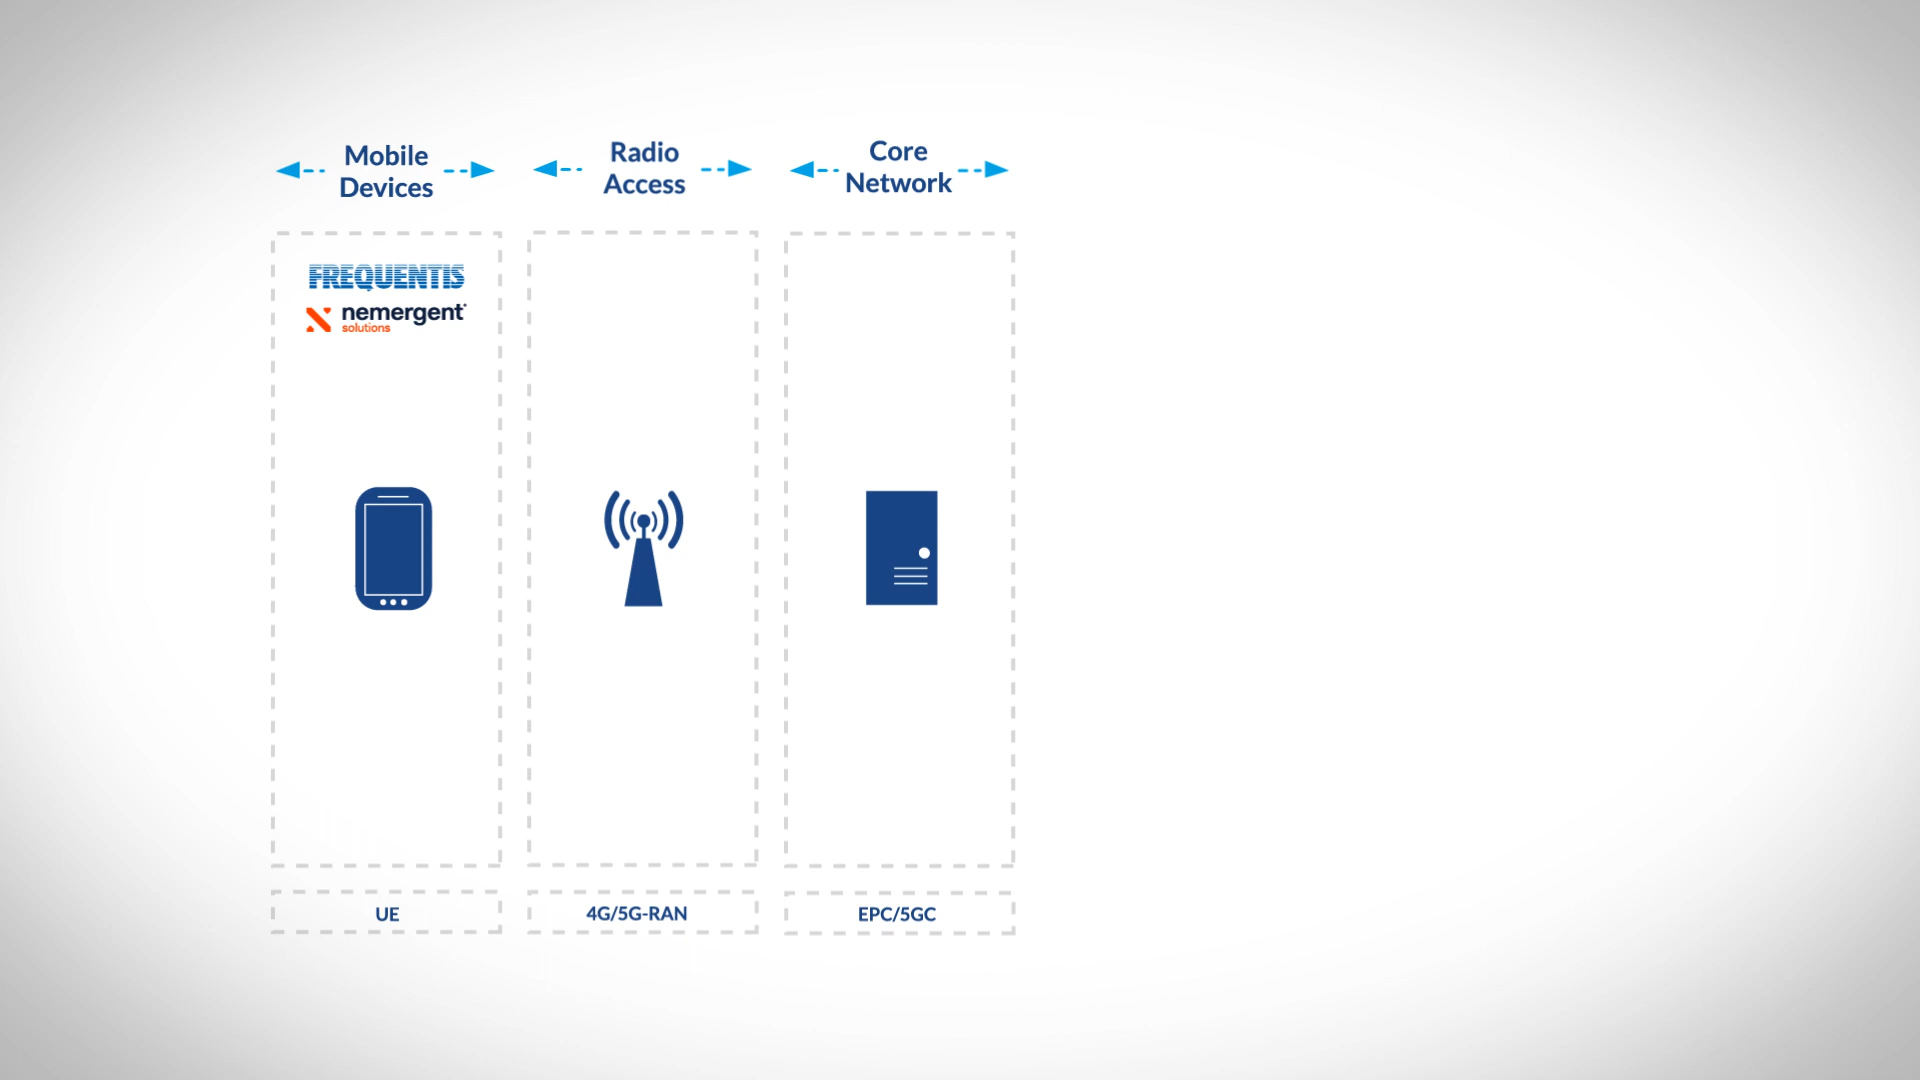 Mobile
Devices
Radio
Access
Core
Network
FREQUENTIS
nemergent
solutions
UE
4G/5G-RAN
EPC/5GC